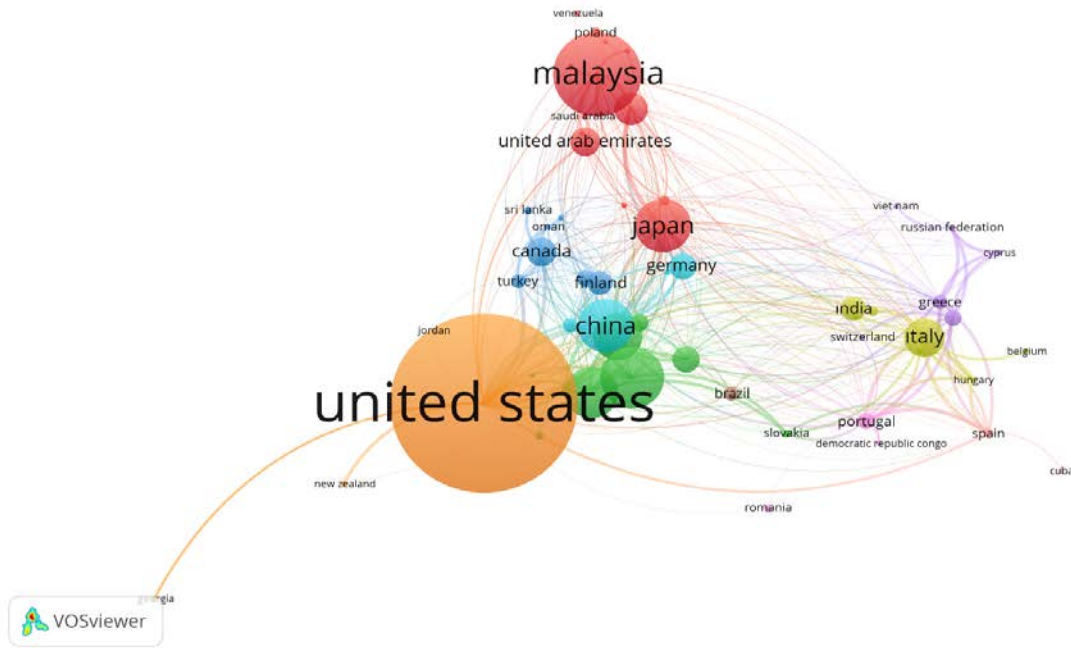 venezuela
poland
malaysia
saudi arabia
united arab emirates
sri lanka
oman
japan
canada
germany
turkey
finland
viet nam
russian federation
cyprus
greece
india
china
jordan
switzerland
italy
belgium
hungary
united states
brazil
portugal
slovakia
spain
democratic republic congo
cuba
new zealand
romania
georgia
VOSviewer